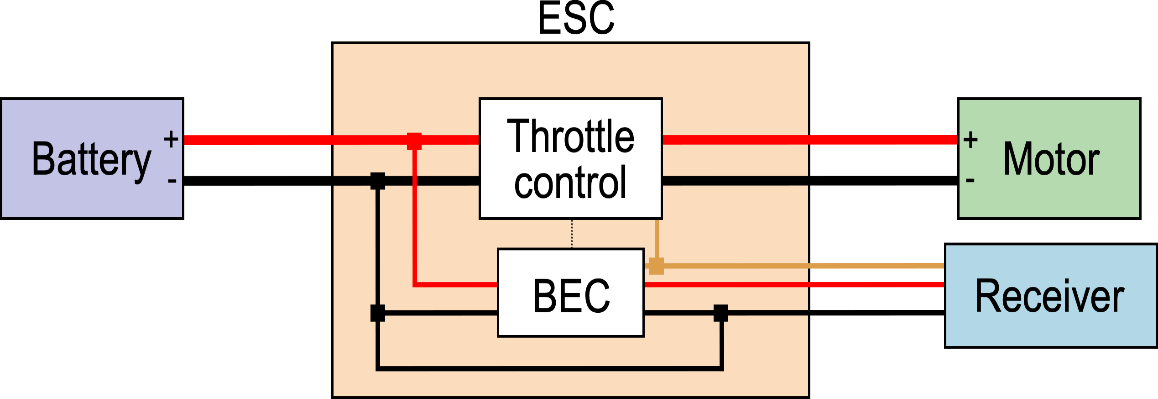 ESC
Battery
+
-
Throttle
control
+
-
Motor
BEC
Receiver